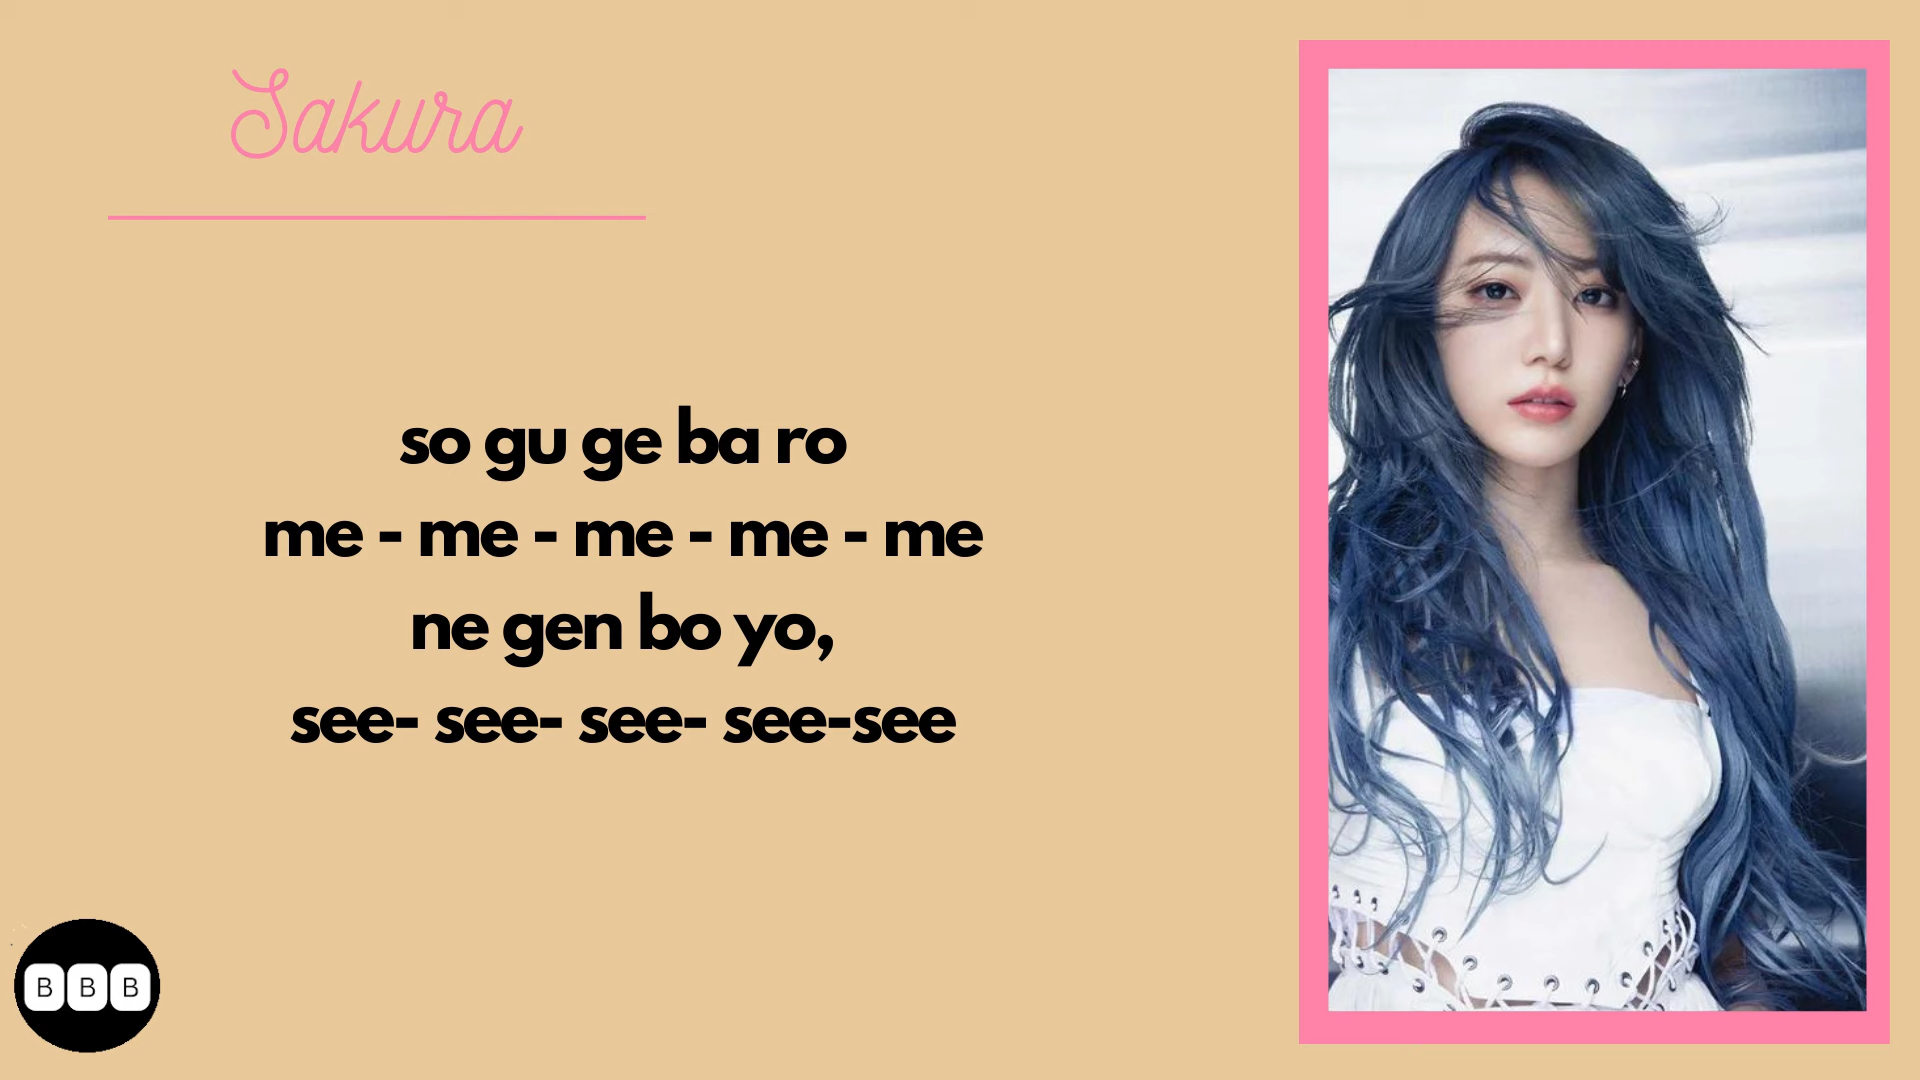 Sakura
so gu ge ba ro
me - me - me - me - me
ne gen bo yo,
see- see- see- see-see
B B B